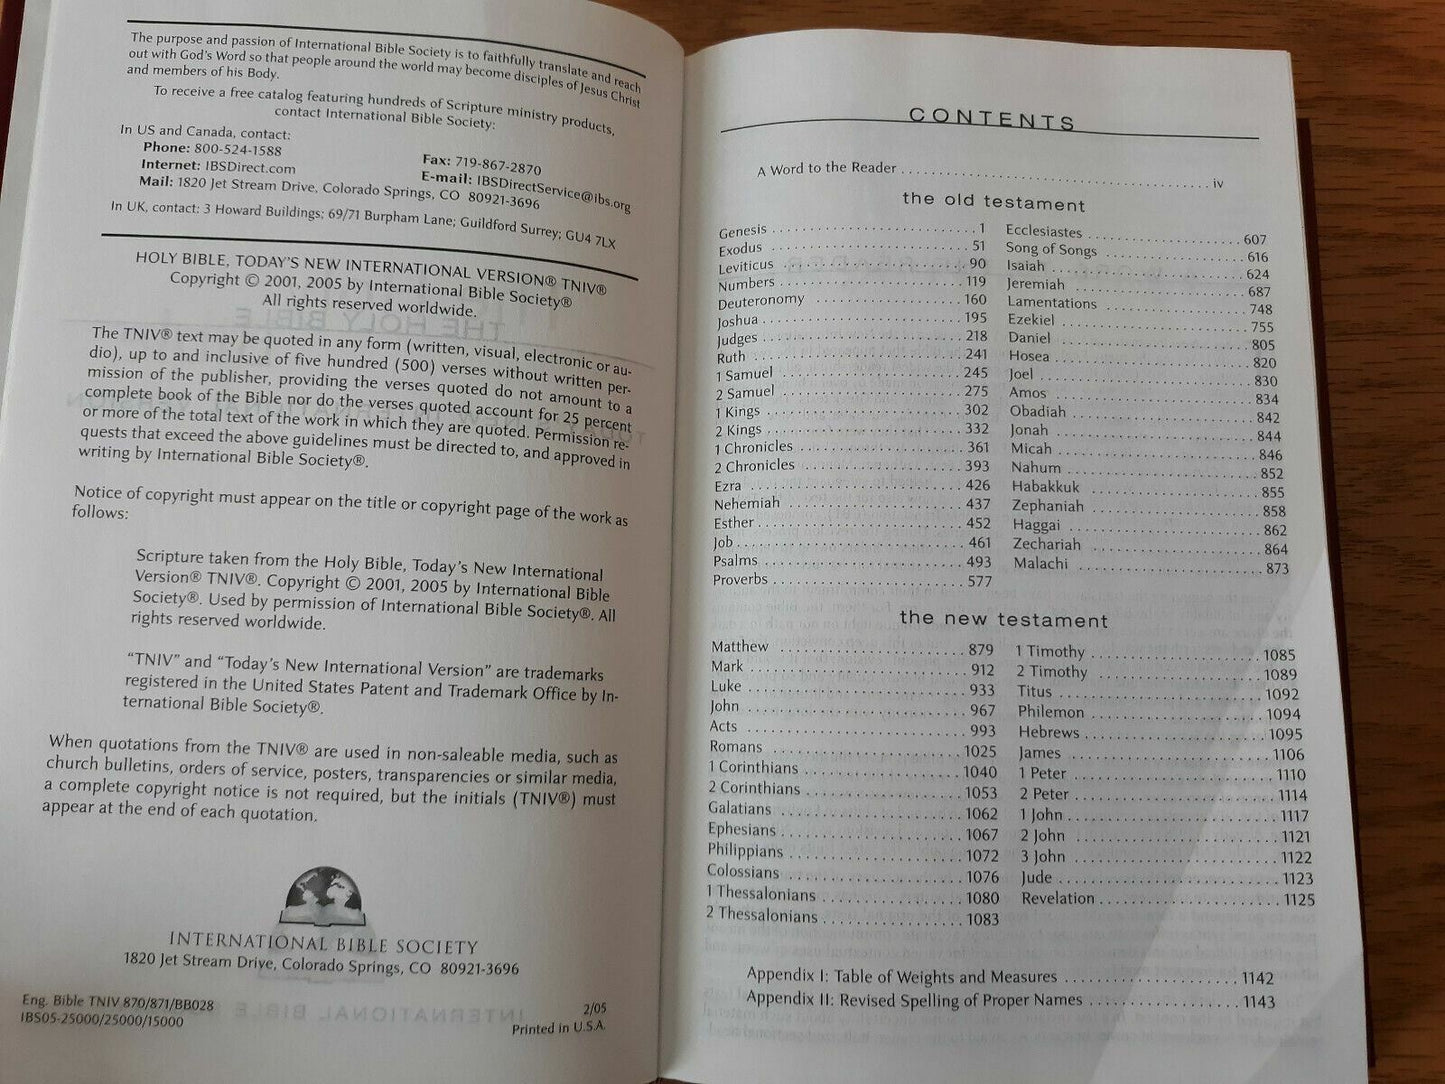 The purpose and passion of International Bible Society is to faithfully translate and reach
out with God's Word so that people around the world may become disciples of Jesus Christ
and members of his Body.
To receive a free catalog featuring hundreds of Scripture ministry products,
contact International Bible Society:
In US and Canada, contact:
Phone: 800-524-1588 Fax: 719-867-2870
Internet: IBSDirect.com E-mail: IBSDirectService@ibs.org
Mail: 1820 Jet Stream Drive, Colorado Springs, CO 80921-3696
In UK, contact: 3 Howard Buildings; 69/71 Burpham Lane; Guildford Surrey; GU4 7LX
HOLY BIBLE, TODAY'S NEW INTERNATIONAL VERSION® TNIV®
Copyright © 2001, 2005 by International Bible Society®
All rights reserved worldwide.
The TNIV® text may be quoted in any form (written, visual, electronic or au-
dio), up to and inclusive of five hundred (500) verses without written per-
mission of the publisher, providing the verses quoted do not amount to a
complete book of the Bible nor do the verses quoted account for 25 percent
or more of the total text of the work in which they are quoted. Permission re-
quests that exceed the above guidelines must be directed to, and approved in
writing by International Bible Society®.
Notice of copyright must appear on the title or copyright page of the work as
follows:
Scripture taken from the Holy Bible, Today's New International
Version® TNIV®. Copyright © 2001, 2005 by International Bible
Society®. Used by permission of International Bible Society®. All
rights reserved worldwide.
"TNIV" and "Today's New International Version" are trademarks
registered in the United States Patent and Trademark Office by In-
ternational Bible Society®.
When quotations from the TNIV® are used in non-saleable media, such as
church bulletins, orders of service, posters, transparencies or similar media,
a complete copyright notice is not required, but the initials (TNIV®) must
appear at the end of each quotation.
INTERNATIONAL BIBLE SOCIETY
1820 Jet Stream Drive, Colorado Springs, CO 80921-3696
Eng. Bible TNIV 870/871/BB028 2/05
IBS05-25000/25000/15000 Printed in U.S.A.
CONTENTS
A Word to the Reader iv
the old testament
Genesis 1
Exodus 51
Leviticus 90
Numbers 119
Deuteronomy 160
Joshua 195
Judges 218
Ruth 241
1 Samuel 245
2 Samuel 275
1 Kings 302
2 Kings 332
1 Chronicles 361
2 Chronicles 393
Ezra 426
Nehemiah 437
Esther 452
Job 461
Psalms 493
Proverbs 577
Ecclesiastes 607
Song of Songs 616
Isaiah 624
Jeremiah 687
Lamentations 748
Ezekiel 755
Daniel 805
Hosea 820
Joel 830
Amos 834
Obadiah 842
Jonah 844
Micah 846
Nahum 852
Habakkuk 855
Zephaniah 858
Haggai 862
Zechariah 864
Malachi 873
the new testament
Matthew 879
Mark 912
Luke 933
John 967
Acts 993
Romans 1025
1 Corinthians 1040
2 Corinthians 1053
Galatians 1062
Ephesians 1067
Philippians 1072
Colossians 1076
1 Thessalonians 1080
2 Thessalonians 1083
1 Timothy 1085
2 Timothy 1089
Titus 1092
Philemon 1094
Hebrews 1095
James 1106
1 Peter 1110
2 Peter 1114
1 John 1117
2 John 1121
3 John 1122
Jude 1123
Revelation 1125
Appendix I: Table of Weights and Measures 1142
Appendix II: Revised Spelling of Proper Names 1143